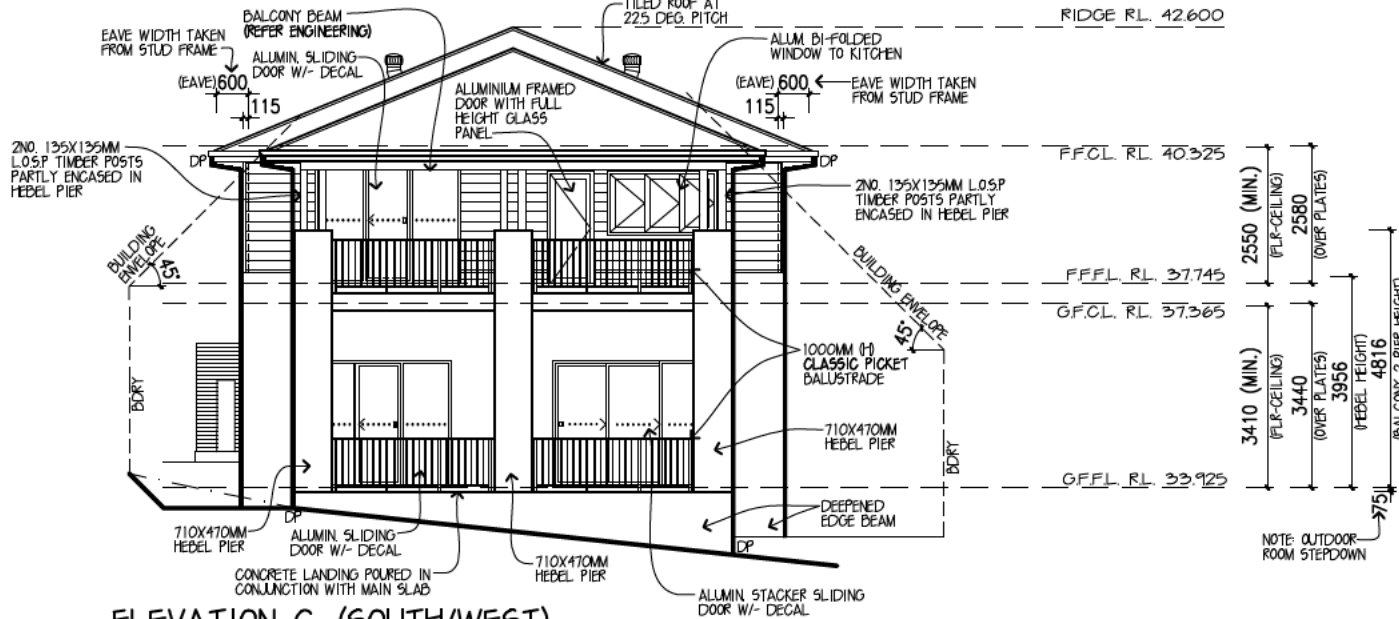 TILED ROOF AT
22.5 DEG. PITCH
RIDGE RL. 42.600
BALCONY BEAM
(REFER ENGINEERING)
EAVE WIDTH TAKEN
FROM STUD FRAME
(EAVE) 600
115
ALUMIN. SLIDING
DOOR W/- DECAL
ALUMINIUM FRAMED
DOOR WITH FULL
HEIGHT GLASS
PANEL
ALUM. BI-FOLDED
WINDOW TO KITCHEN
(EAVE) 600
115
EAVE WIDTH TAKEN
FROM STUD FRAME
2NO. 135X135MM
L.O.S.P TIMBER POSTS
PARTLY ENCASED IN
HEBEL PIER
DP
DP
F.F.C.L. RL. 40.325
2NO. 135X135MM L.O.S.P
TIMBER POSTS PARTLY
ENCASED IN HEBEL PIER
BUILDING
ENVELOPE
45°
BUILDING ENVELOPE
45°
F.F.F.L. RL. 37.745
G.F.C.L. RL. 37.365
2550 (MIN.)
(FLR-CEILING)
2580
(OVER PLATES)
3410 (MIN.)
(FLR-CEILING)
3440
(OVER PLATES)
3956
(HEBEL HEIGHT)
4816
(BALCONY 2 PIER HEIGHT)
1000MM (H)
CLASSIC PICKET
BALUSTRADE
BDRY
BDRY
710X470MM
HEBEL PIER
G.F.F.L. RL. 33.925
75
NOTE: OUTDOOR
ROOM STEPDOWN
DEEPENED
EDGE BEAM
DP
DP
710X470MM
HEBEL PIER
ALUMIN. SLIDING
DOOR W/- DECAL
710X470MM
HEBEL PIER
CONCRETE LANDING POURED IN
CONJUNCTION WITH MAIN SLAB
ALUMIN. STACKER SLIDING
DOOR W/- DECAL
ELEVATION C (SOUTH/WEST)